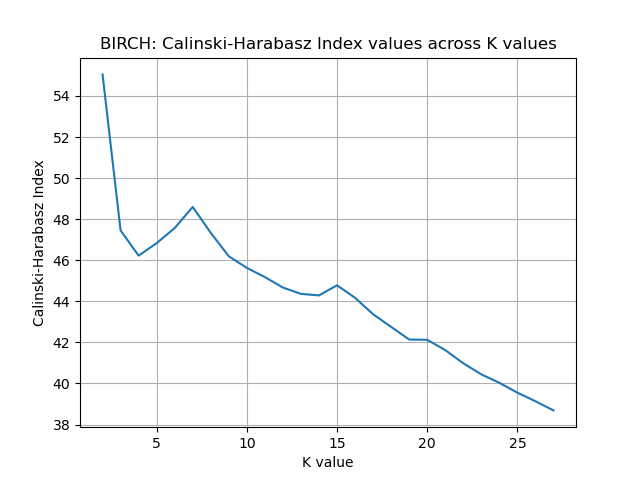 BIRCH: Calinski-Harabasz Index values across K values
Calinski-Harabasz Index
54
52
50
48
46
44
42
40
38
5 10 15 20 25
K value